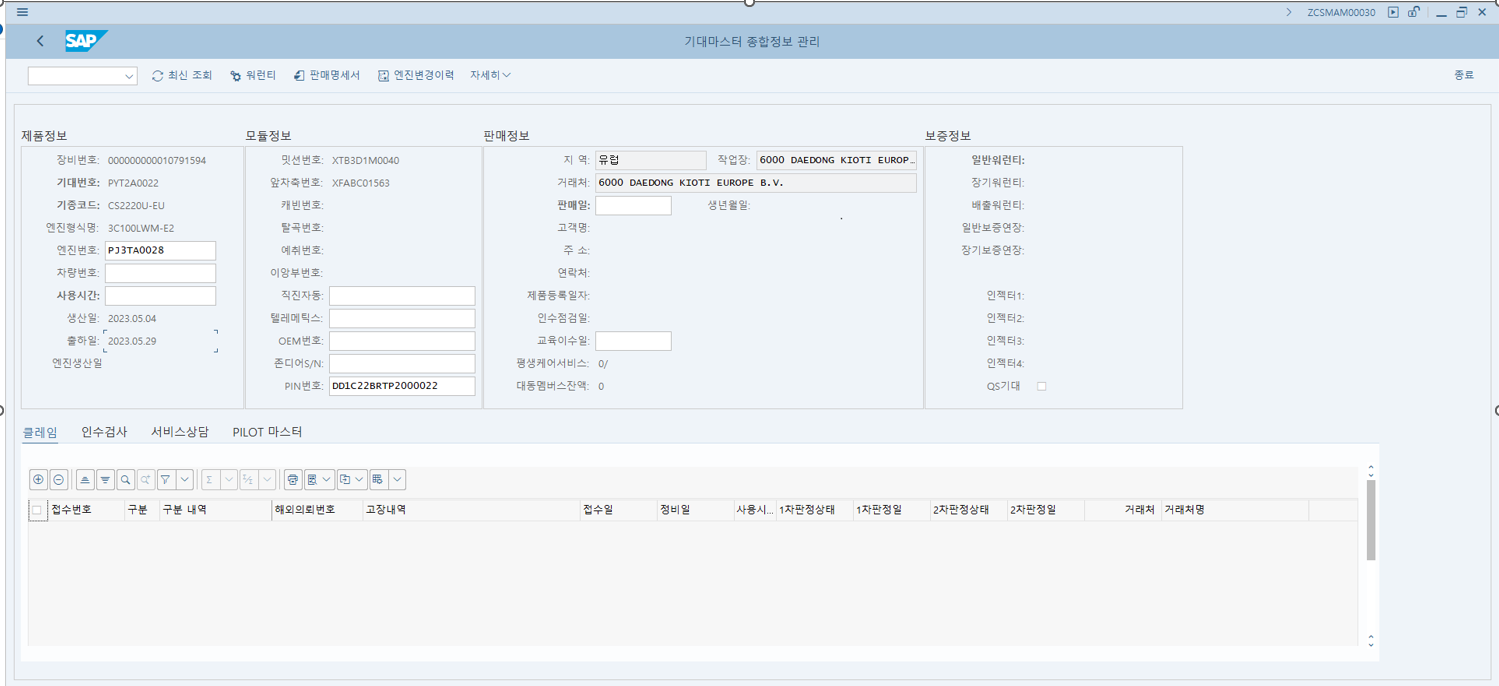 ZCSMAM00030
SAP
기대마스터 종합정보 관리
최신 조회 워런티 판매명세서 엔진변경이력 자세히 종료
제품정보 모듈정보 판매정보 보증정보
장비번호: 000000000010791594 밋션번호: XTB3D1M0040 지 역: 유럽 작업장: 6000 DAEDONG KIOTI EUROP… 일반워런티:
기대번호: PYT2A0022 앞차축번호: XFABC01563 거래처: 6000 DAEDONG KIOTI EUROPE B.V. 장기워런티:
기종코드: CS2220U-EU 캐빈번호: 판매일: 생년월일: 배출워런티:
엔진형식명: 3C100LWM-E2 탈곡번호: 고객명: 일반보증연장:
엔진번호: PJ3TA0028 예취번호: 주 소: 장기보증연장:
차량번호: 이앙부번호: 연락처:
사용시간: 직진자동: 제품등록일자: 인젝터1:
생산일: 2023.05.04 텔레메틱스: 인수점검일: 인젝터2:
출하일: 2023.05.29 OEM번호: 교육이수일: 인젝터3:
엔진생산일 존디어S/N: 평생케어서비스: 0/ 인젝터4:
PIN번호: DD1C22BRTP2000022 대동멤버스잔액: 0 QS기대
클레임 인수검사 서비스상담 PILOT 마스터
접수번호 구분 구분 내역 해외의뢰번호 고장내역 접수일 정비일 사용시... 1차판정상태 1차판정일 2차판정상태 2차판정일 거래처 거래처명